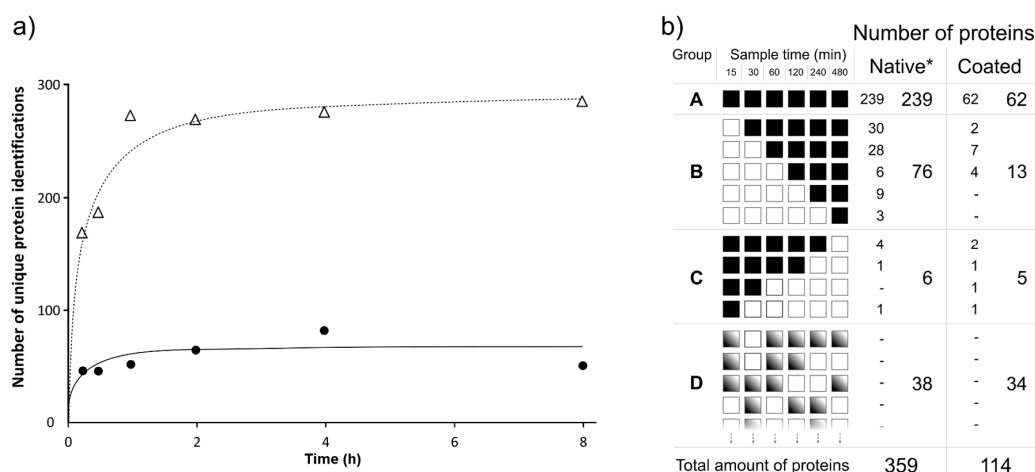 a)
Number of unique protein identifications
300
200
100
0
0 2 4 6 8
Time (h)
b)
Number of proteins
Group Sample time (min) Native* Coated
15 30 60 120 240 480
A 239 239 62 62
30 2
28 7
B 6 76 4 13
9 -
3 -
4 2
1 1
C - 6 1 5
1 1
- -
- -
D - 38 - 34
- -
- -
Total amount of proteins 359 114